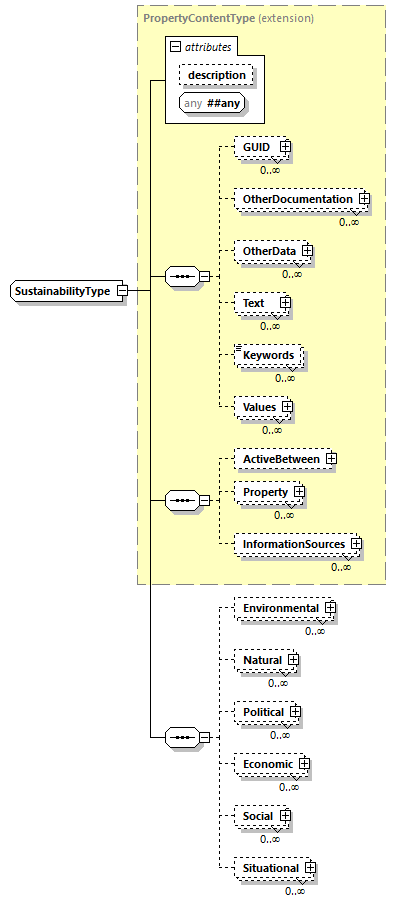 PropertyContentType (extension)
attributes
description
any ##any
GUID
0..∞
OtherDocumentation
0..∞
OtherData
0..∞
SustainabilityType
Text
0..∞
Keywords
0..∞
Values
0..∞
ActiveBetween
Property
0..∞
InformationSources
0..∞
Environmental
0..∞
Natural
0..∞
Political
0..∞
Economic
0..∞
Social
0..∞
Situational
0..∞